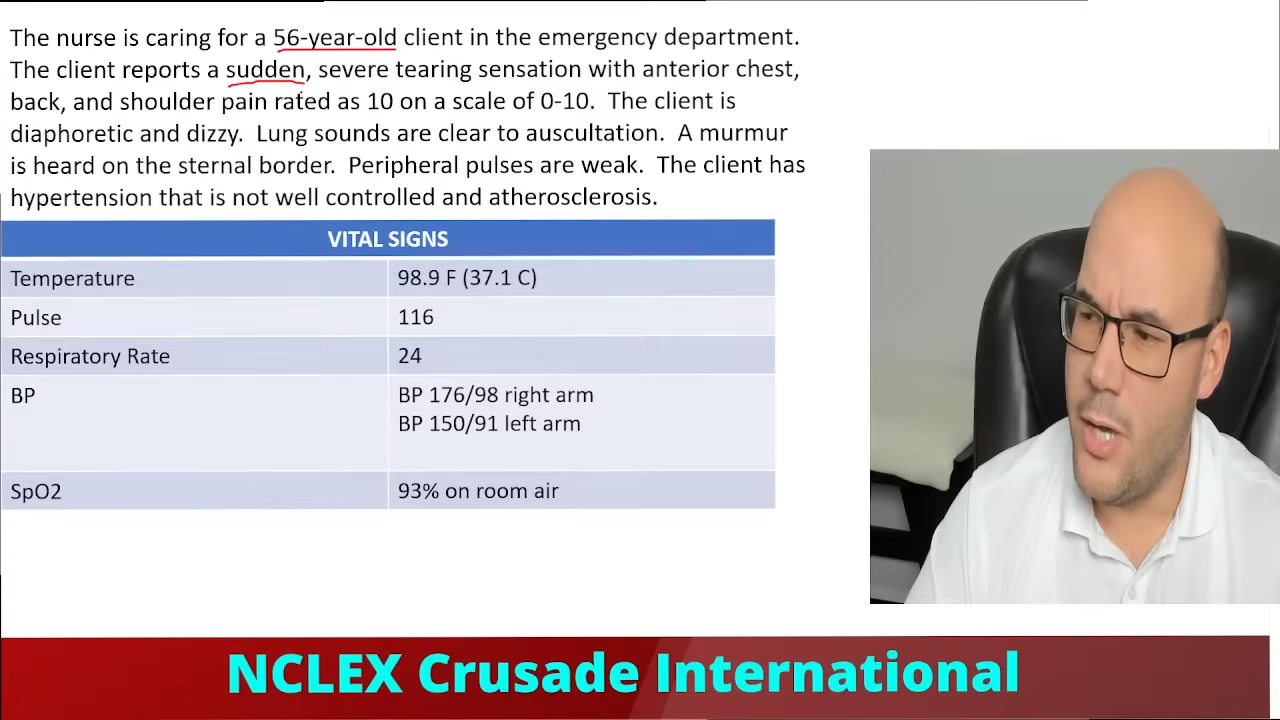 The nurse is caring for a 56-year-old client in the emergency department.
The client reports a sudden, severe tearing sensation with anterior chest,
back, and shoulder pain rated as 10 on a scale of 0-10. The client is
diaphoretic and dizzy. Lung sounds are clear to auscultation. A murmur
is heard on the sternal border. Peripheral pulses are weak. The client has
hypertension that is not well controlled and atherosclerosis.
VITAL SIGNS
Temperature 98.9 F (37.1 C)
Pulse 116
Respiratory Rate 24
BP BP 176/98 right arm
BP 150/91 left arm
SpO2 93% on room air
NCLEX Crusade International